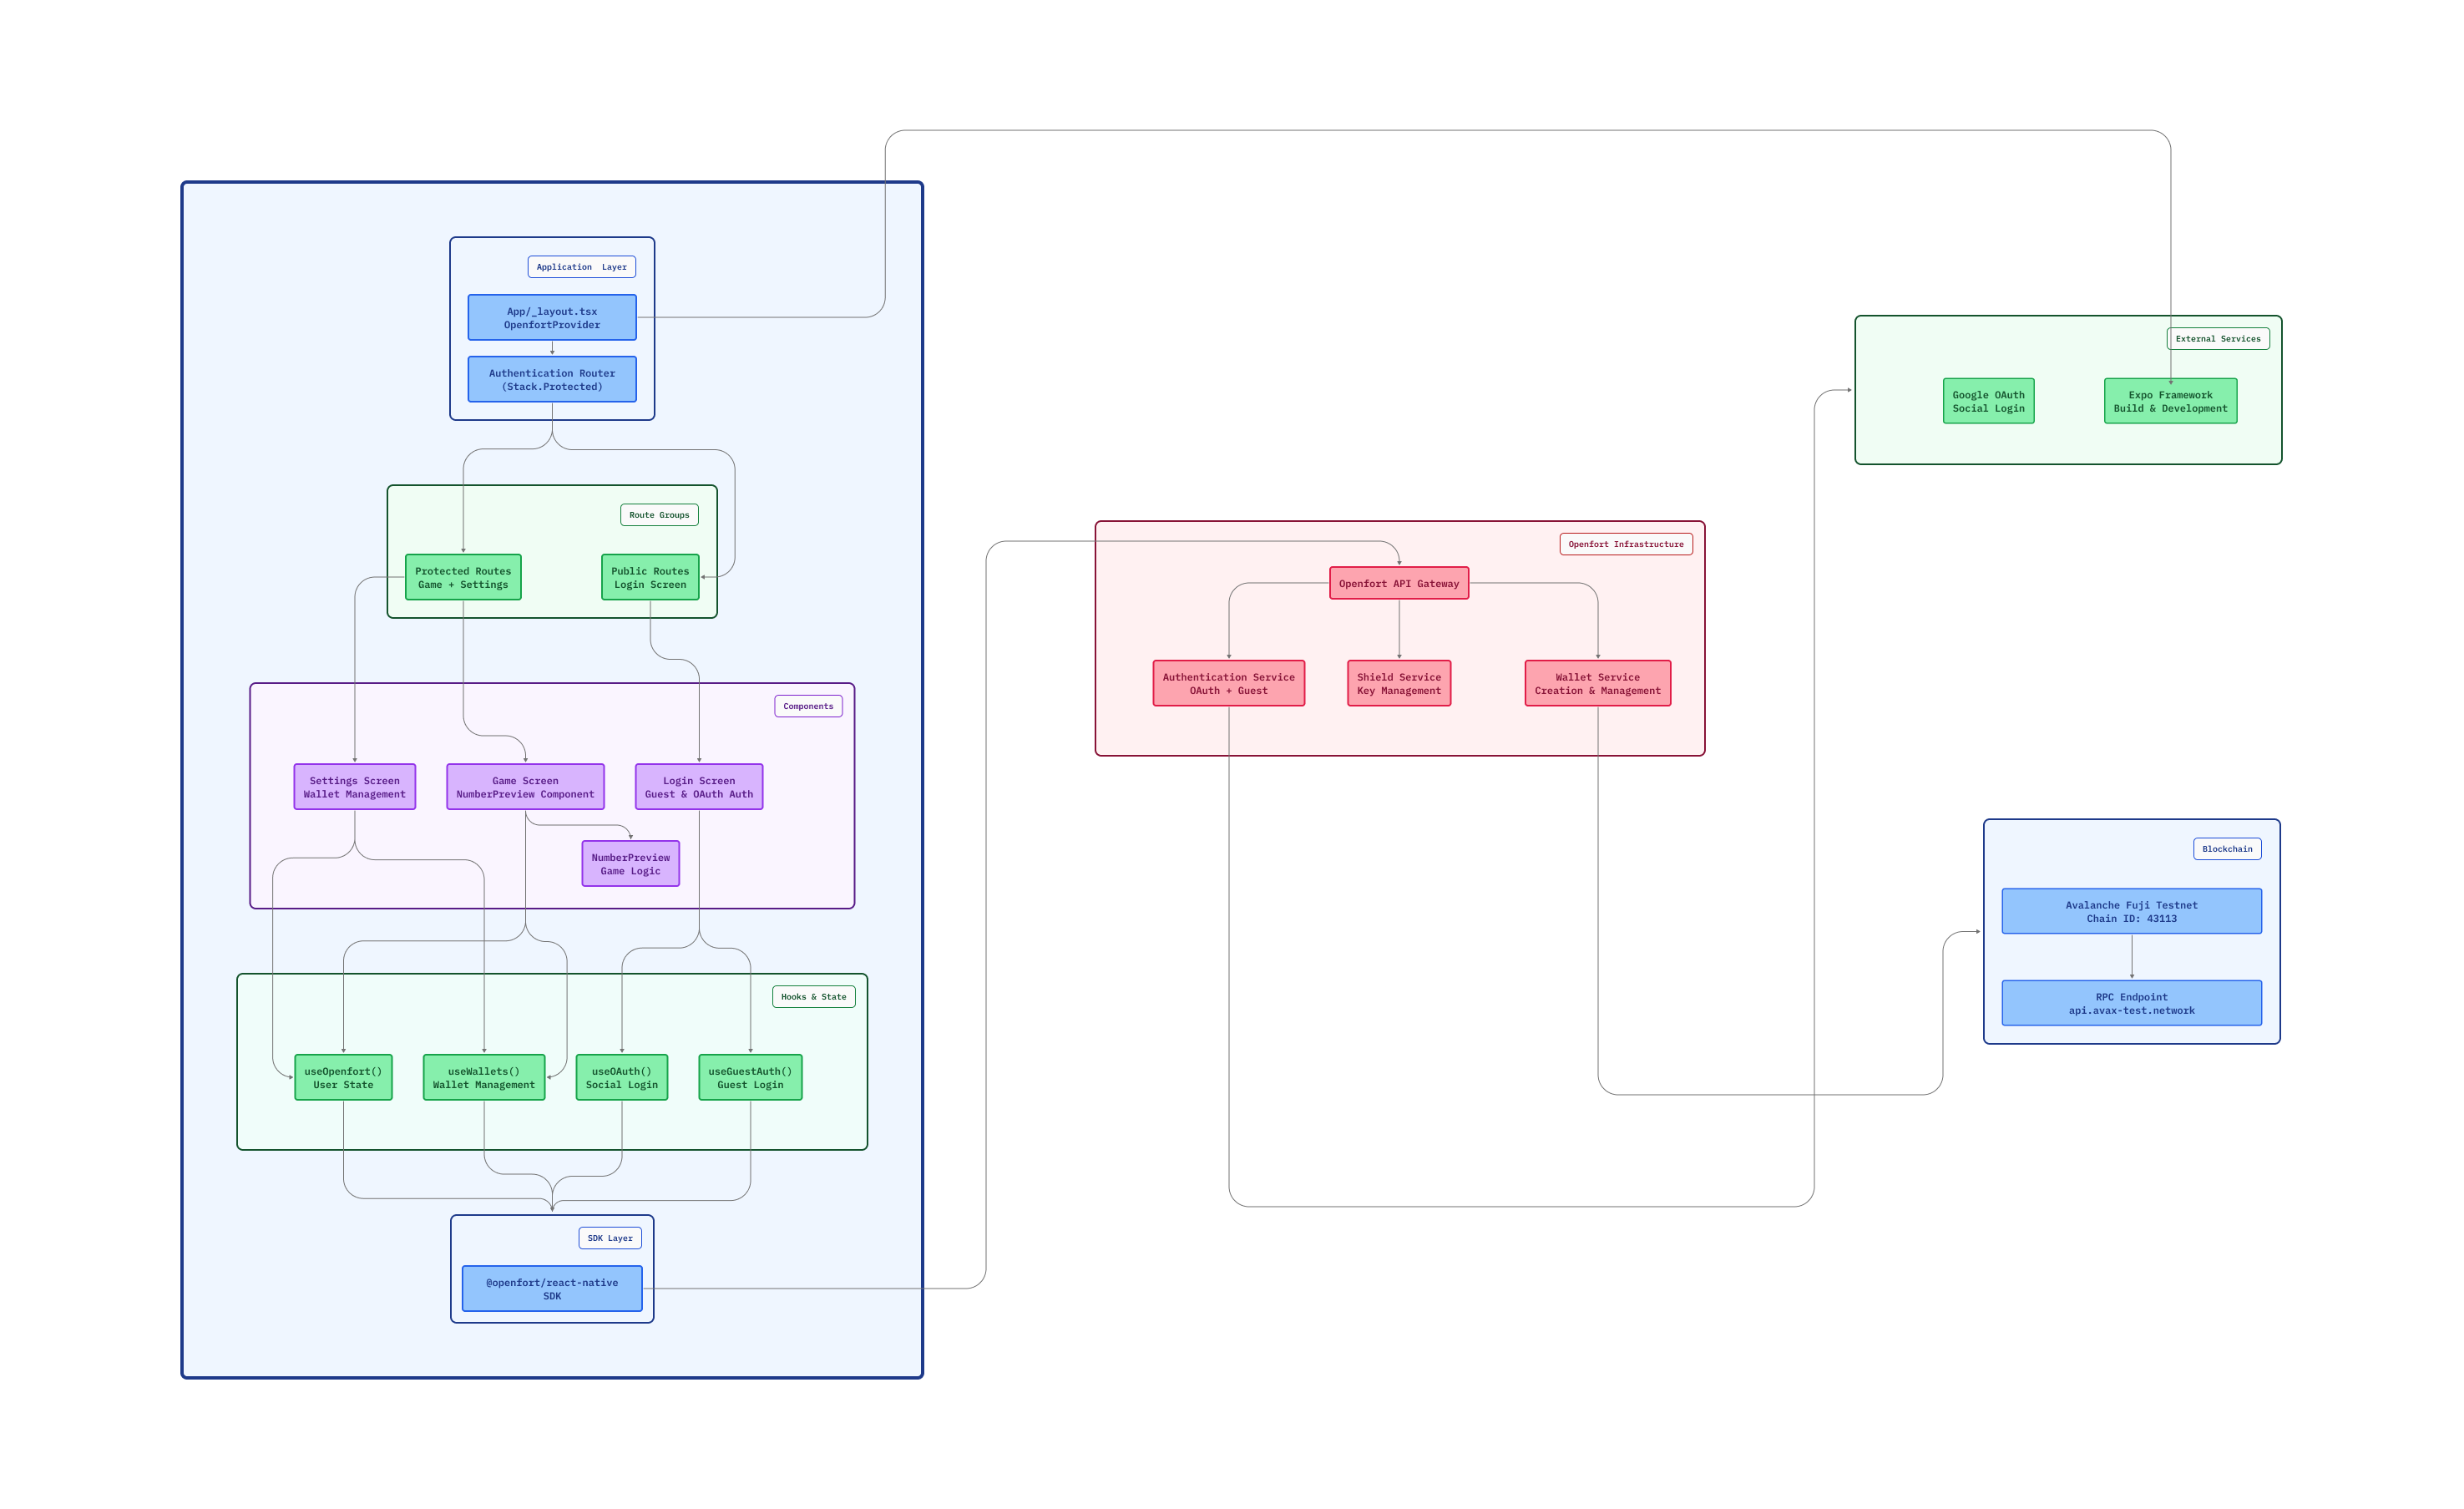 Application  Layer
App/_layout.tsx
OpenfortProvider
Authentication Router
(Stack.Protected)
Route Groups
Protected Routes
Game + Settings
Public Routes
Login Screen
Components
Settings Screen
Wallet Management
Game Screen
NumberPreview Component
Login Screen
Guest & OAuth Auth
NumberPreview
Game Logic
Hooks & State
useOpenfort()
User State
useWallets()
Wallet Management
useOAuth()
Social Login
useGuestAuth()
Guest Login
SDK Layer
@openfort/react-native
SDK
Openfort Infrastructure
Openfort API Gateway
Authentication Service
OAuth + Guest
Shield Service
Key Management
Wallet Service
Creation & Management
External Services
Google OAuth
Social Login
Expo Framework
Build & Development
Blockchain
Avalanche Fuji Testnet
Chain ID: 43113
RPC Endpoint
api.avax-test.network